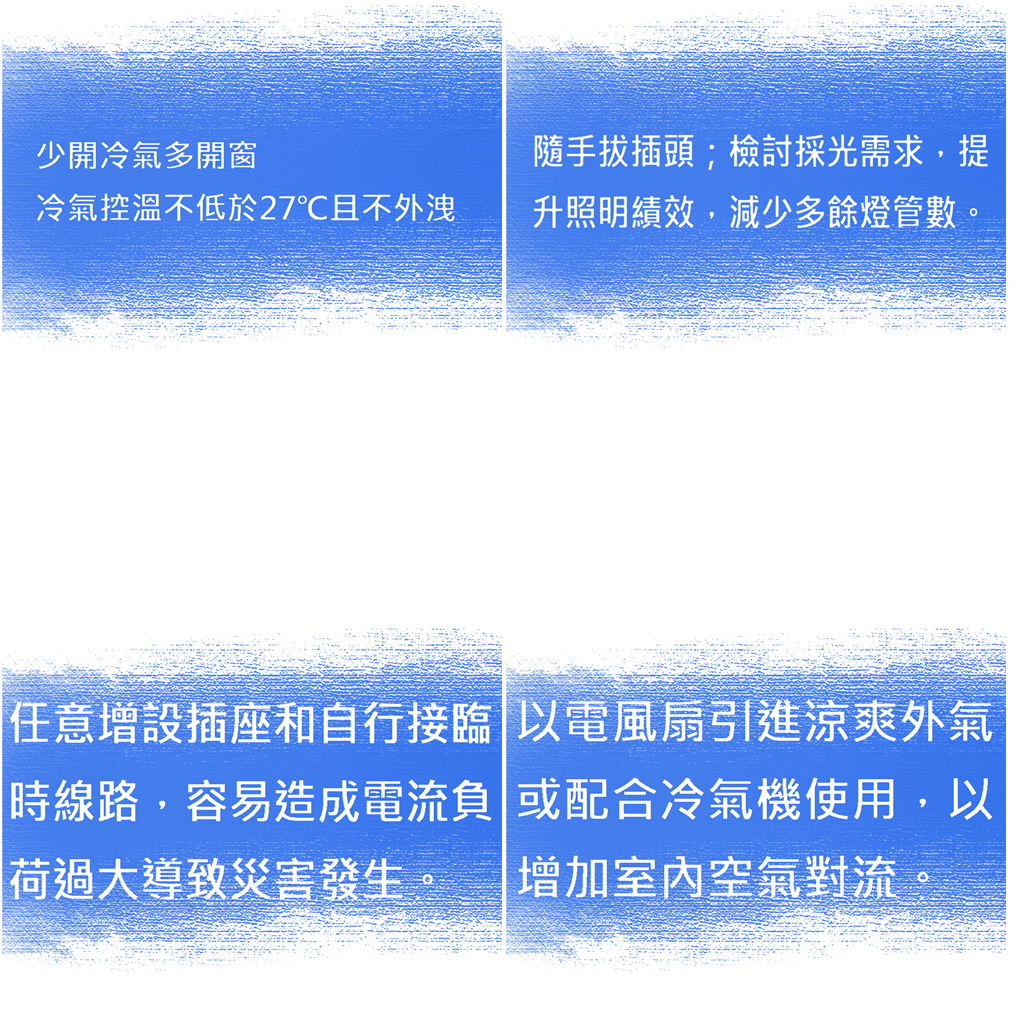 少開冷氣多開窗
冷氣控溫不低於27℃且不外洩
隨手拔插頭；檢討採光需求，提
升照明績效，減少多餘燈管數。
任意增設插座和自行接臨
時線路，容易造成電流負
荷過大導致災害發生。
以電風扇引進涼爽外氣
或配合冷氣機使用，以
增加室內空氣對流。